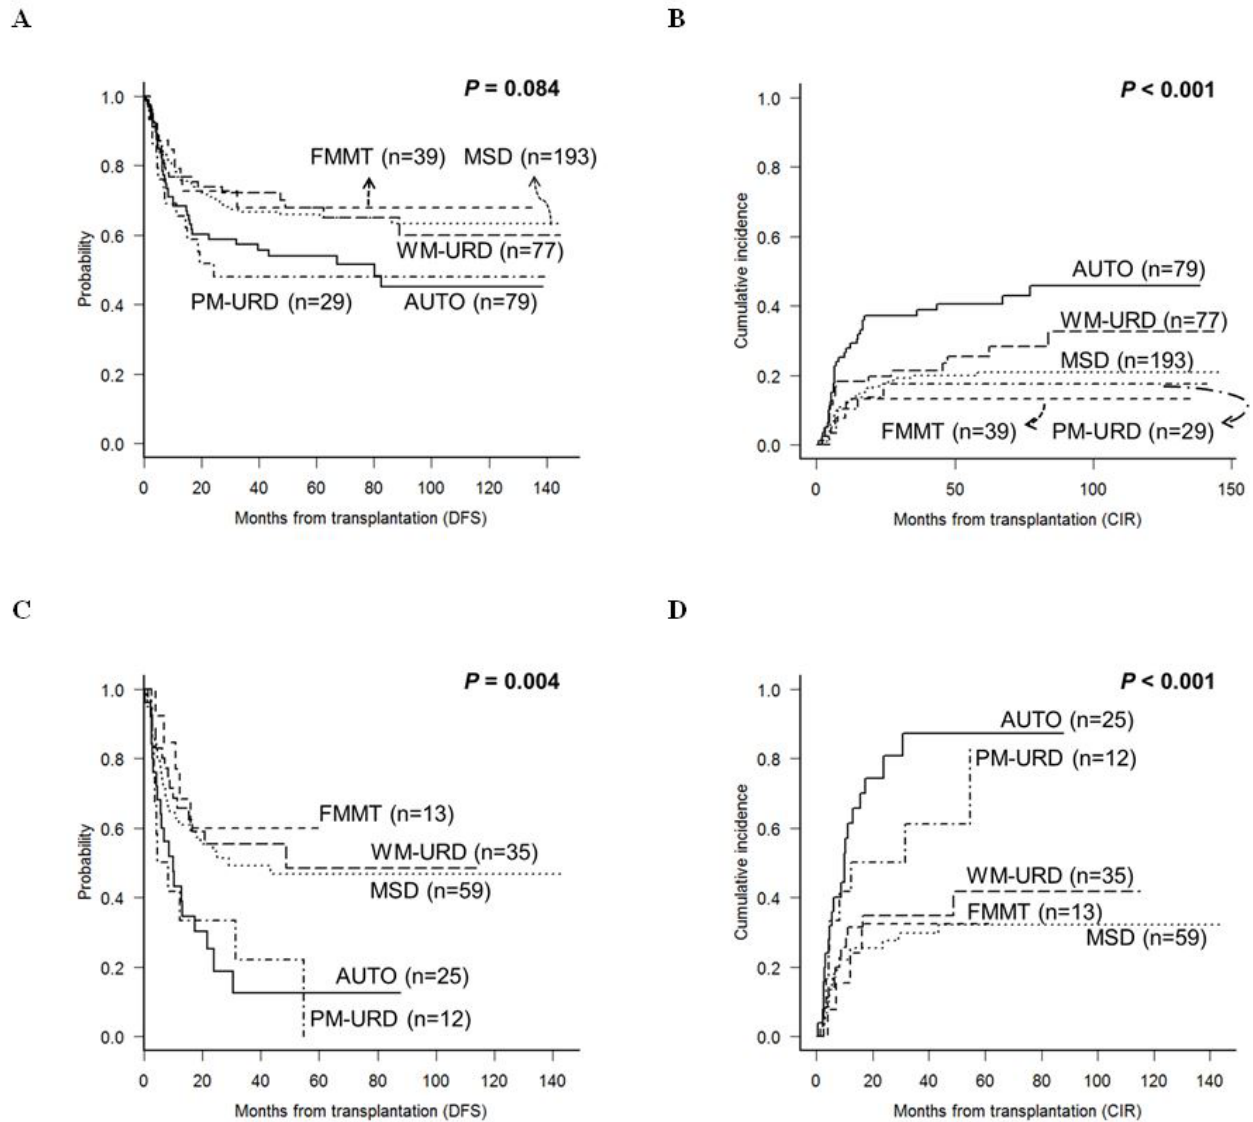 A
P = 0.084
1.0
0.8
0.6
0.4
0.2
0.0
Probability
FMMT (n=39) MSD (n=193)
WM-URD (n=77)
PM-URD (n=29) AUTO (n=79)
0 20 40 60 80 100 120 140
Months from transplantation (DFS)
B
P < 0.001
1.0
0.8
0.6
0.4
0.2
0.0
Cumulative incidence
AUTO (n=79)
WM-URD (n=77)
MSD (n=193)
FMMT (n=39) PM-URD (n=29)
0 50 100 150
Months from transplantation (CIR)
C
P = 0.004
1.0
0.8
0.6
0.4
0.2
0.0
Probability
FMMT (n=13)
WM-URD (n=35)
MSD (n=59)
AUTO (n=25)
PM-URD (n=12)
0 20 40 60 80 100 120 140
Months from transplantation (DFS)
D
P < 0.001
1.0
0.8
0.6
0.4
0.2
0.0
Cumulative incidence
AUTO (n=25)
PM-URD (n=12)
WM-URD (n=35)
FMMT (n=13)
MSD (n=59)
0 20 40 60 80 100 120 140
Months from transplantation (CIR)